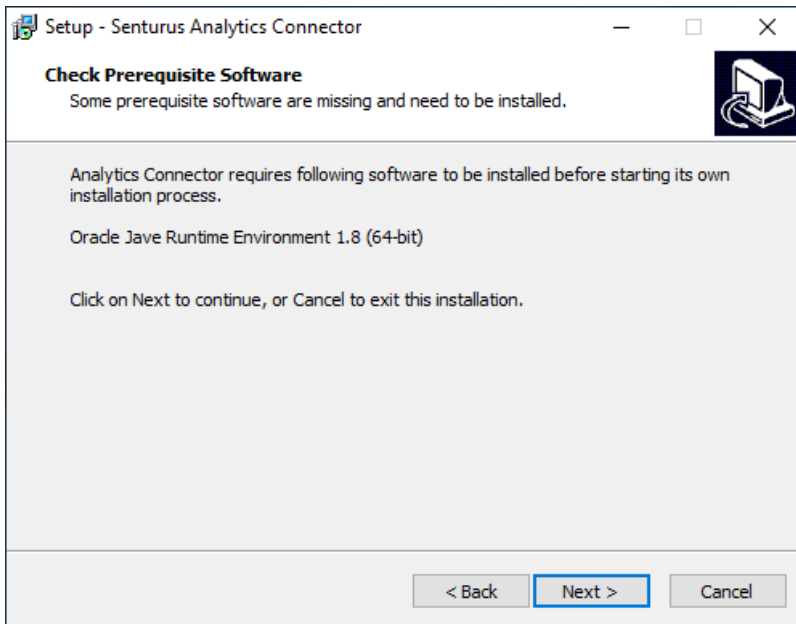 Setup - Senturus Analytics Connector
Check Prerequisite Software
Some prerequisite software are missing and need to be installed.
Analytics Connector requires following software to be installed before starting its own
installation process.
Oracle Jave Runtime Environment 1.8 (64-bit)
Click on Next to continue, or Cancel to exit this installation.
< Back Next > Cancel